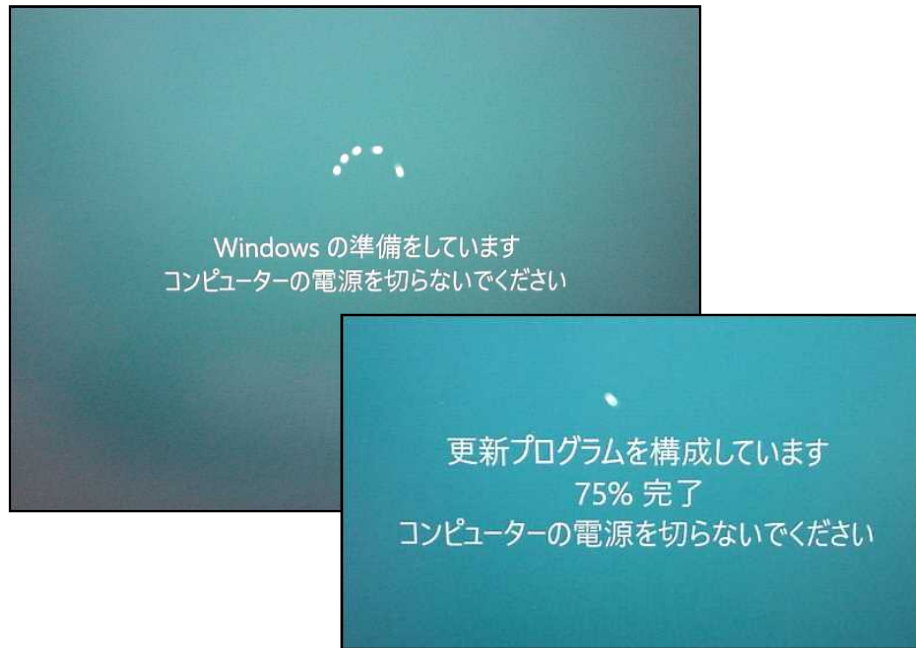 Windows の準備をしています
コンピューターの電源を切らないでください
更新プログラムを構成しています
75% 完了
コンピューターの電源を切らないでください